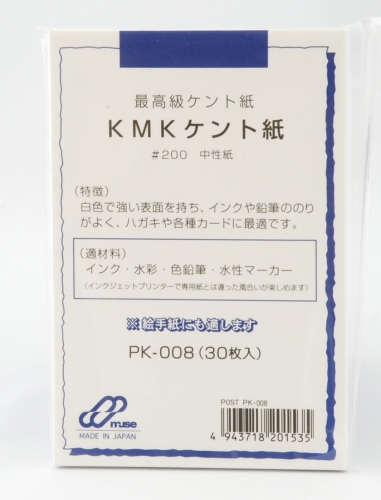 最高級ケント紙
KMKケント紙
#200 中性紙
(特徴)
白色で強い表面を持ち、インクや鉛筆ののり
がよく、ハガキや各種カードに最適です。
(適材料)
インク・水彩・色鉛筆・水性マーカー
(インクジェットプリンターで専用紙とは違った風合いが楽しめます)
※絵手紙にも適します
PK-008(30枚入)
muse
MADE IN JAPAN
POST PK-008
4 943718 201535